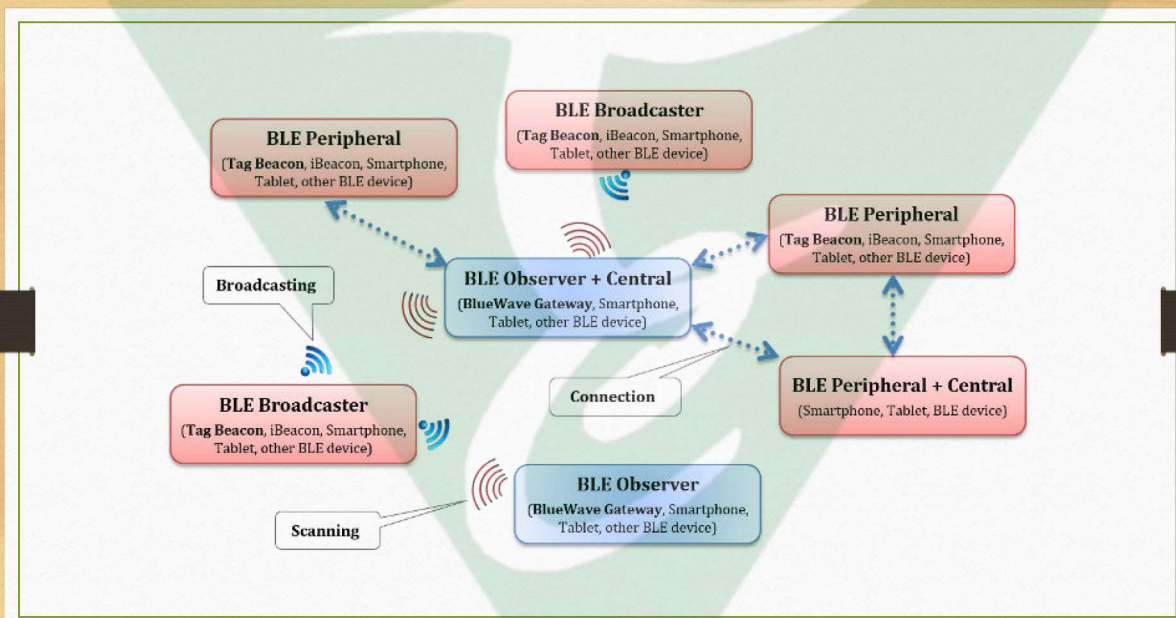 BLE Broadcaster
(Tag Beacon, iBeacon, Smartphone,
Tablet, other BLE device)
BLE Peripheral
(Tag Beacon, iBeacon, Smartphone,
Tablet, other BLE device)
BLE Peripheral
(Tag Beacon, iBeacon, Smartphone,
Tablet, other BLE device)
BLE Observer + Central
(BlueWave Gateway, Smartphone,
Tablet, other BLE device)
Broadcasting
BLE Peripheral + Central
(Smartphone, Tablet, BLE device)
Connection
BLE Broadcaster
(Tag Beacon, iBeacon, Smartphone,
Tablet, other BLE device)
BLE Observer
(BlueWave Gateway, Smartphone,
Tablet, other BLE device)
Scanning